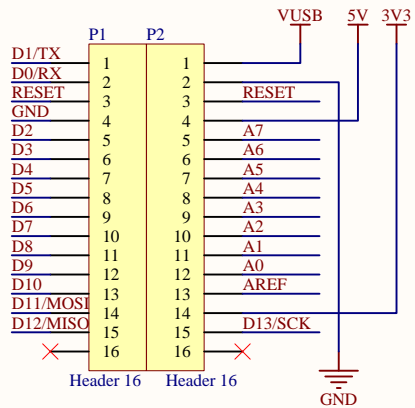 VUSB 5V 3V3
P1 P2
D1/TX 1 1
D0/RX 2 2
RESET 3 3 RESET
GND 4 4
D2 5 5 A7
D3 6 6 A6
D4 7 7 A5
D5 8 8 A4
D6 9 9 A3
D7 10 10 A2
D8 11 11 A1
D9 12 12 A0
D10 13 13 AREF
D11/MOSI 14 14
D12/MISO 15 15 D13/SCK
16 16
Header 16 Header 16
GND